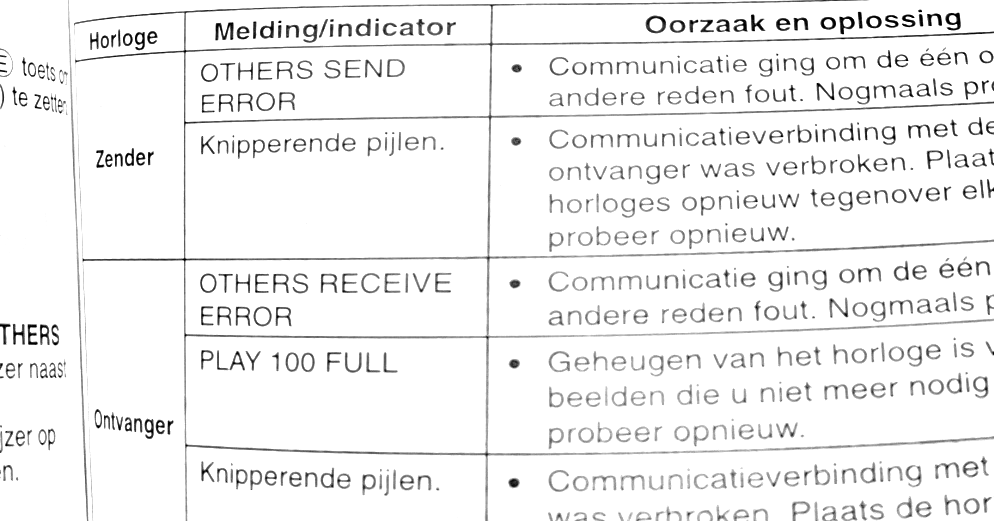 E toets
) te zetten
THERS
zer naast
jzer op
n.
Horloge Melding/indicator Oorzaak en oplossing
Zender
OTHERS SEND
ERROR
• Communicatie ging om de één o
andere reden fout. Nogmaals pr
Knipperende pijlen.
• Communicatieverbinding met de
ontvanger was verbroken. Plaat
horloges opnieuw tegenover elk
probeer opnieuw.
Ontvanger
OTHERS RECEIVE
ERROR
• Communicatie ging om de één
andere reden fout. Nogmaals p
PLAY 100 FULL
• Geheugen van het horloge is v
beelden die u niet meer nodig
probeer opnieuw.
Knipperende pijlen.
• Communicatieverbinding met
was verbroken. Plaats de hor